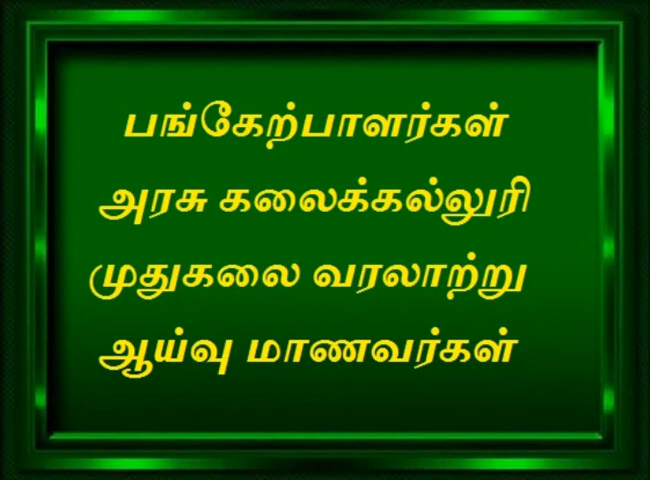 பங்கேற்பாளர்கள்
அரசு கலைக்கல்லுரி
முதுகலை வரலாற்று
ஆய்வு மாணவர்கள்